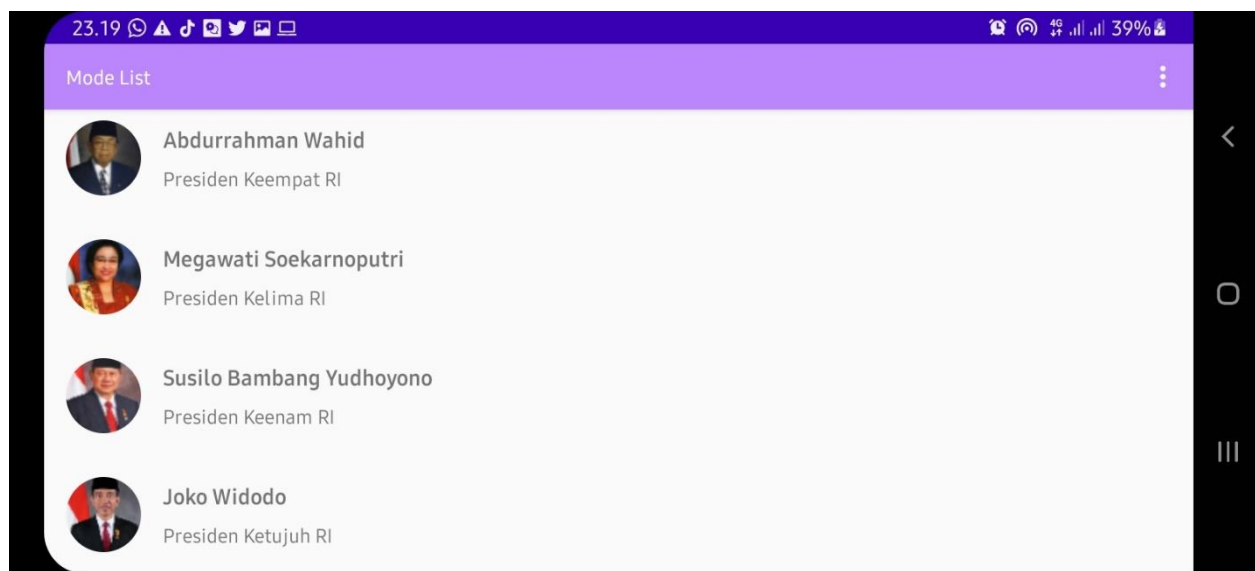 23.19 4G 39%
Mode List
Abdurrahman Wahid
Presiden Keempat RI
Megawati Soekarnoputri
Presiden Kelima RI
Susilo Bambang Yudhoyono
Presiden Keenam RI
Joko Widodo
Presiden Ketujuh RI